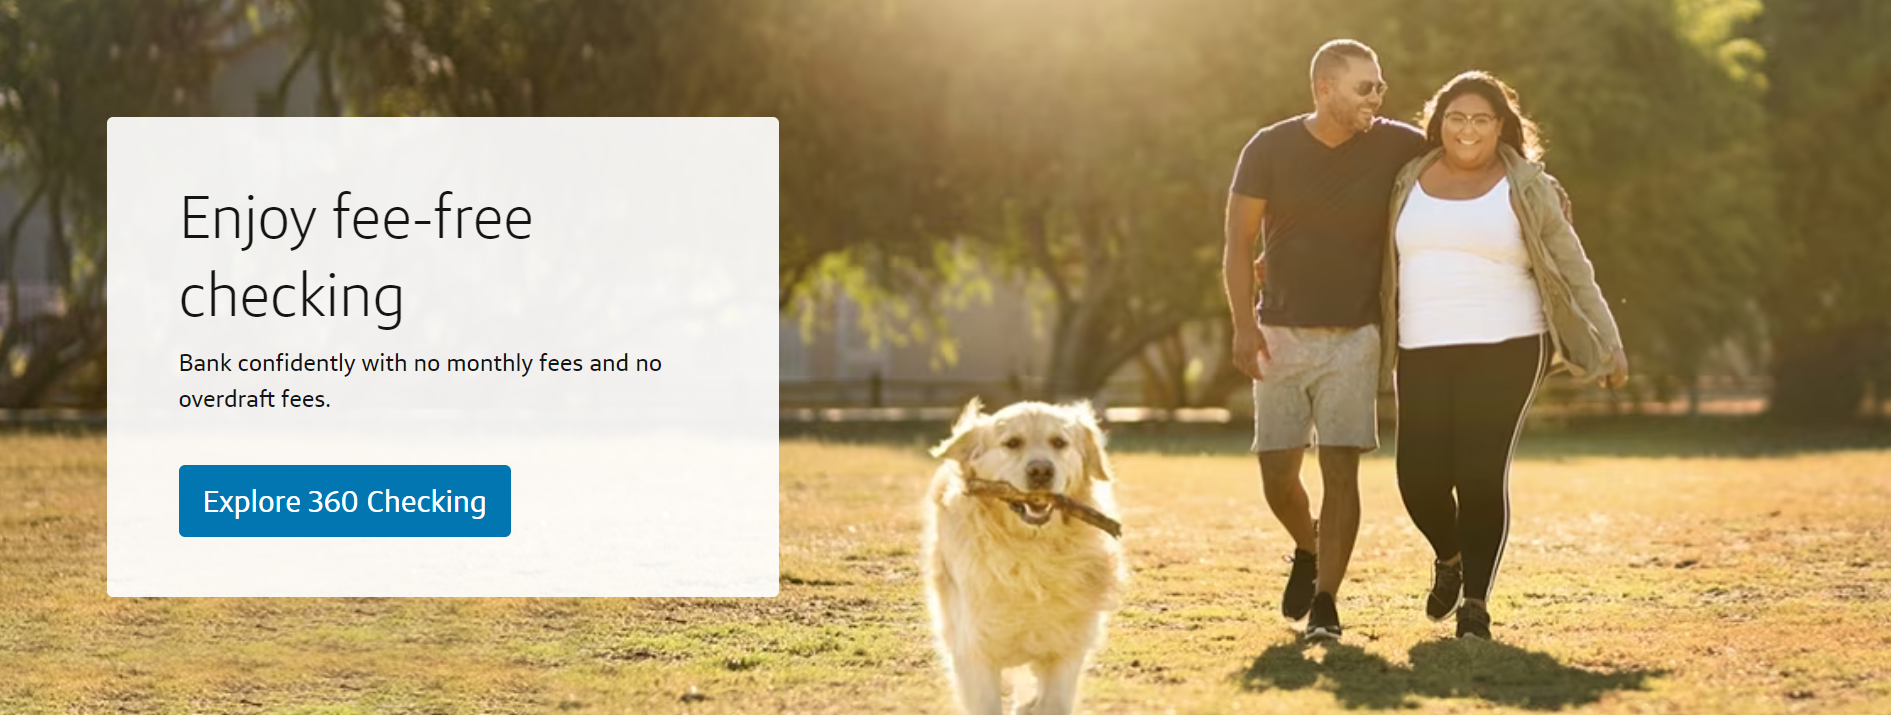 Enjoy fee-free
checking
Bank confidently with no monthly fees and no
overdraft fees.
Explore 360 Checking